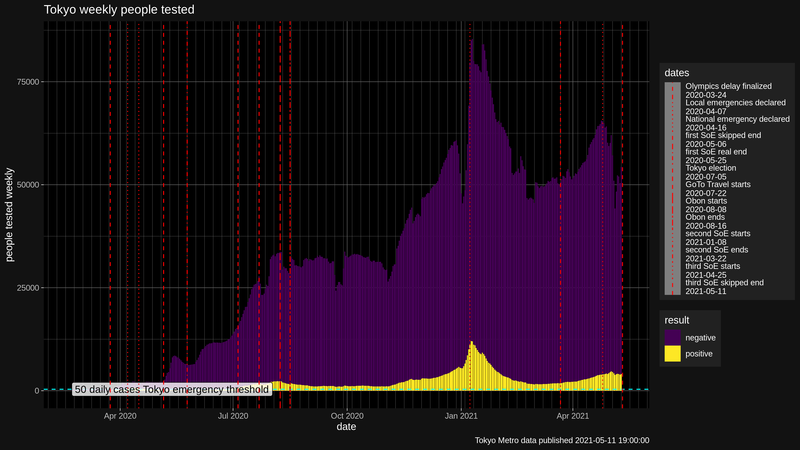 Tokyo weekly people tested
people tested weekly
75000
50000
25000
0
50 daily cases Tokyo emergency threshold
Apr 2020
Jul 2020
Oct 2020
Jan 2021
Apr 2021
date
dates
Olympics delay finalized
2020-03-24
Local emergencies declared
2020-04-07
National emergency declared
2020-04-16
first SoE skipped end
2020-05-06
first SoE real end
2020-05-25
Tokyo election
2020-07-05
GoTo Travel starts
2020-07-22
Obon starts
2020-08-08
Obon ends
2020-08-16
second SoE starts
2021-01-08
second SoE ends
2021-03-22
third SoE starts
2021-04-25
third SoE skipped end
2021-05-11
result
negative
positive
Tokyo Metro data published 2021-05-11 19:00:00